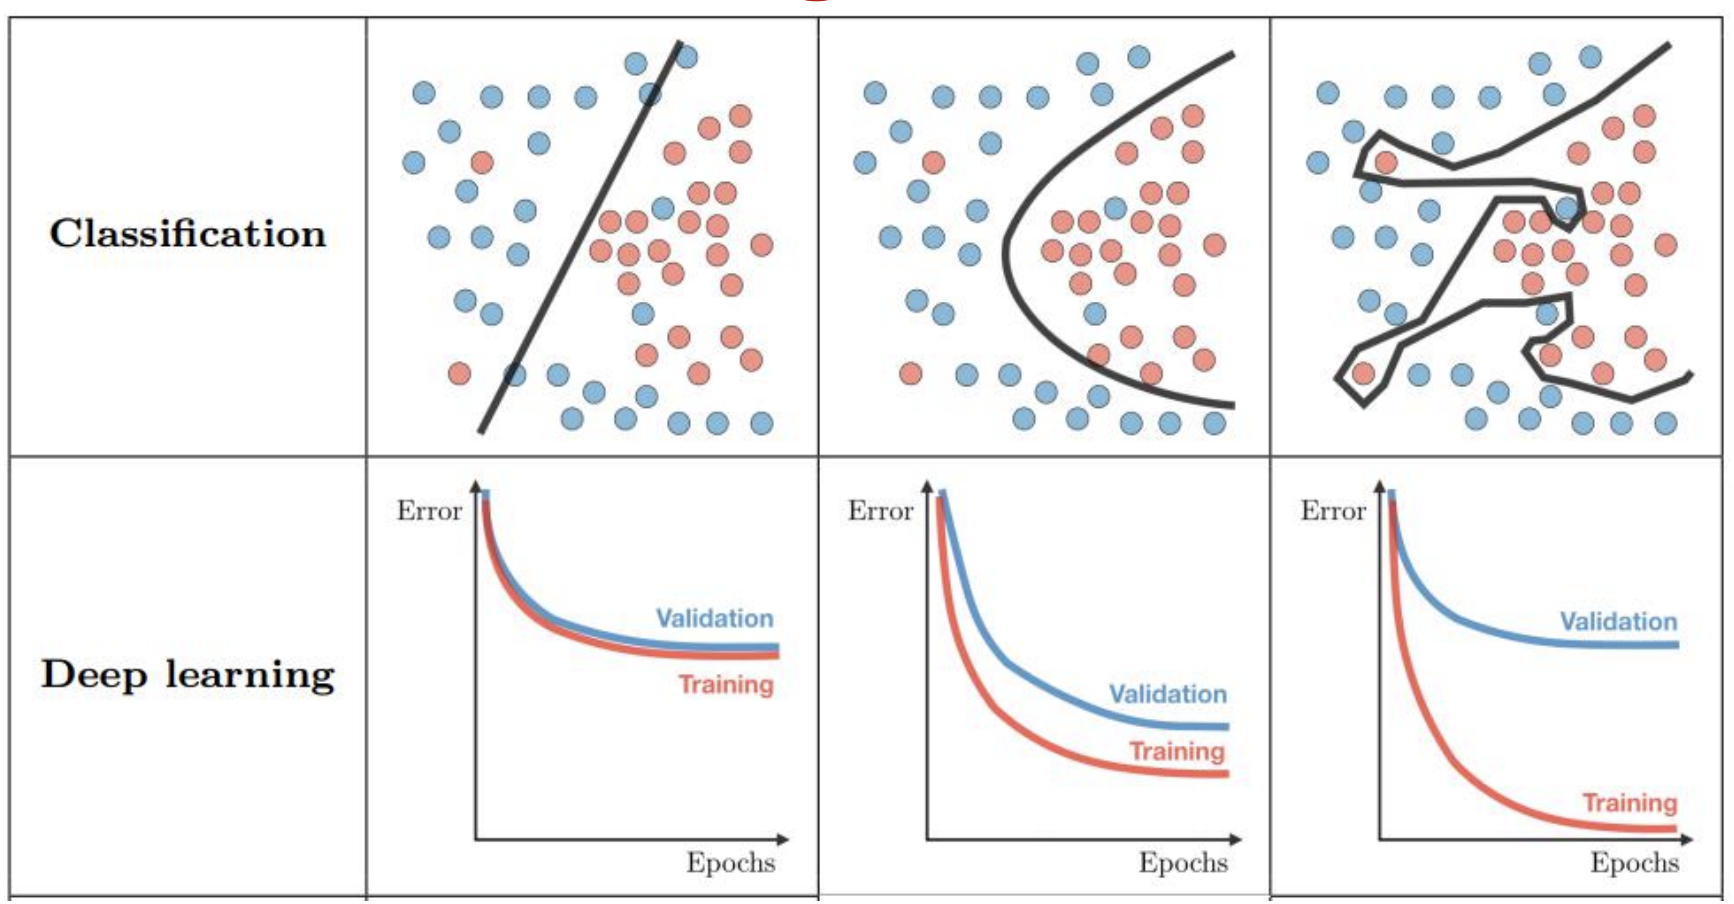 Classification
Deep learning
Error
Validation
Training
Epochs
Error
Validation
Training
Epochs
Error
Validation
Training
Epochs